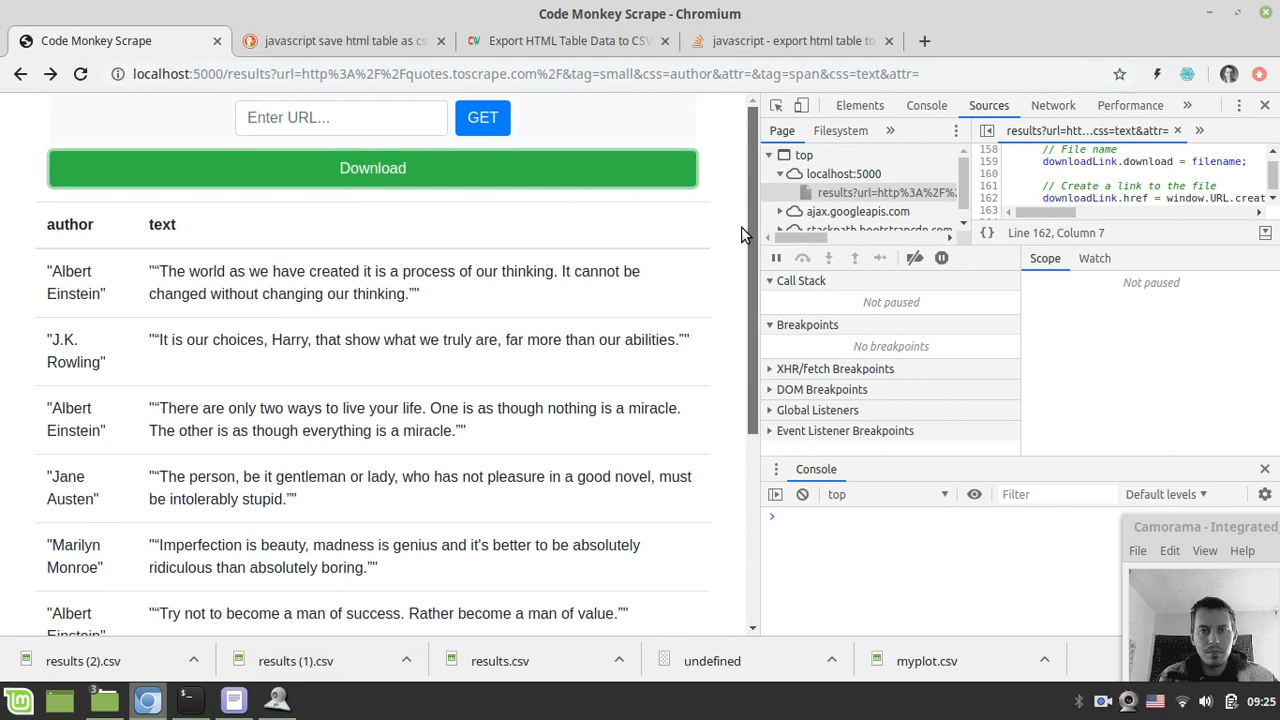 Code Monkey Scrape - Chromium
Code Monkey Scrape
javascript save html table as cs
Export HTML Table Data to CSV
javascript - export html table to
localhost:5000/results?url=http%3A%2F%2Fquotes.toscrape.com%2F&tag=small&css=author&attr=&tag=span&css=text&attr=
Enter URL...
GET
Download
author
text
"Albert Einstein"
"“The world as we have created it is a process of our thinking. It cannot be
changed without changing our thinking.”"
"J.K. Rowling"
"“It is our choices, Harry, that show what we truly are, far more than our abilities.”"
"Albert Einstein"
"“There are only two ways to live your life. One is as though nothing is a miracle.
The other is as though everything is a miracle.”"
"Jane Austen"
"“The person, be it gentleman or lady, who has not pleasure in a good novel, must
be intolerably stupid.”"
"Marilyn Monroe"
"“Imperfection is beauty, madness is genius and it's better to be absolutely
ridiculous than absolutely boring.”"
"Albert Einstein"
"“Try not to become a man of success. Rather become a man of value.”"
Elements
Console
Sources
Network
Performance
Page
Filesystem
top
localhost:5000
results?url=http%3A%2F%2
ajax.googleapis.com
stackpath.bootstrapcdn.com
results?url=htt...css=text&attr=
158 // File name
159 downloadLink.download = filename;
160
161 // Create a link to the file
162 downloadLink.href = window.URL.creat
163
{} Line 162, Column 7
Call Stack
Not paused
Breakpoints
No breakpoints
XHR/fetch Breakpoints
DOM Breakpoints
Global Listeners
Event Listener Breakpoints
Scope
Watch
Not paused
Console
top
Filter
Default levels
Camorama - Integrated_
File Edit View Help
results (2).csv
results (1).csv
results.csv
undefined
myplot.csv
3
09:25